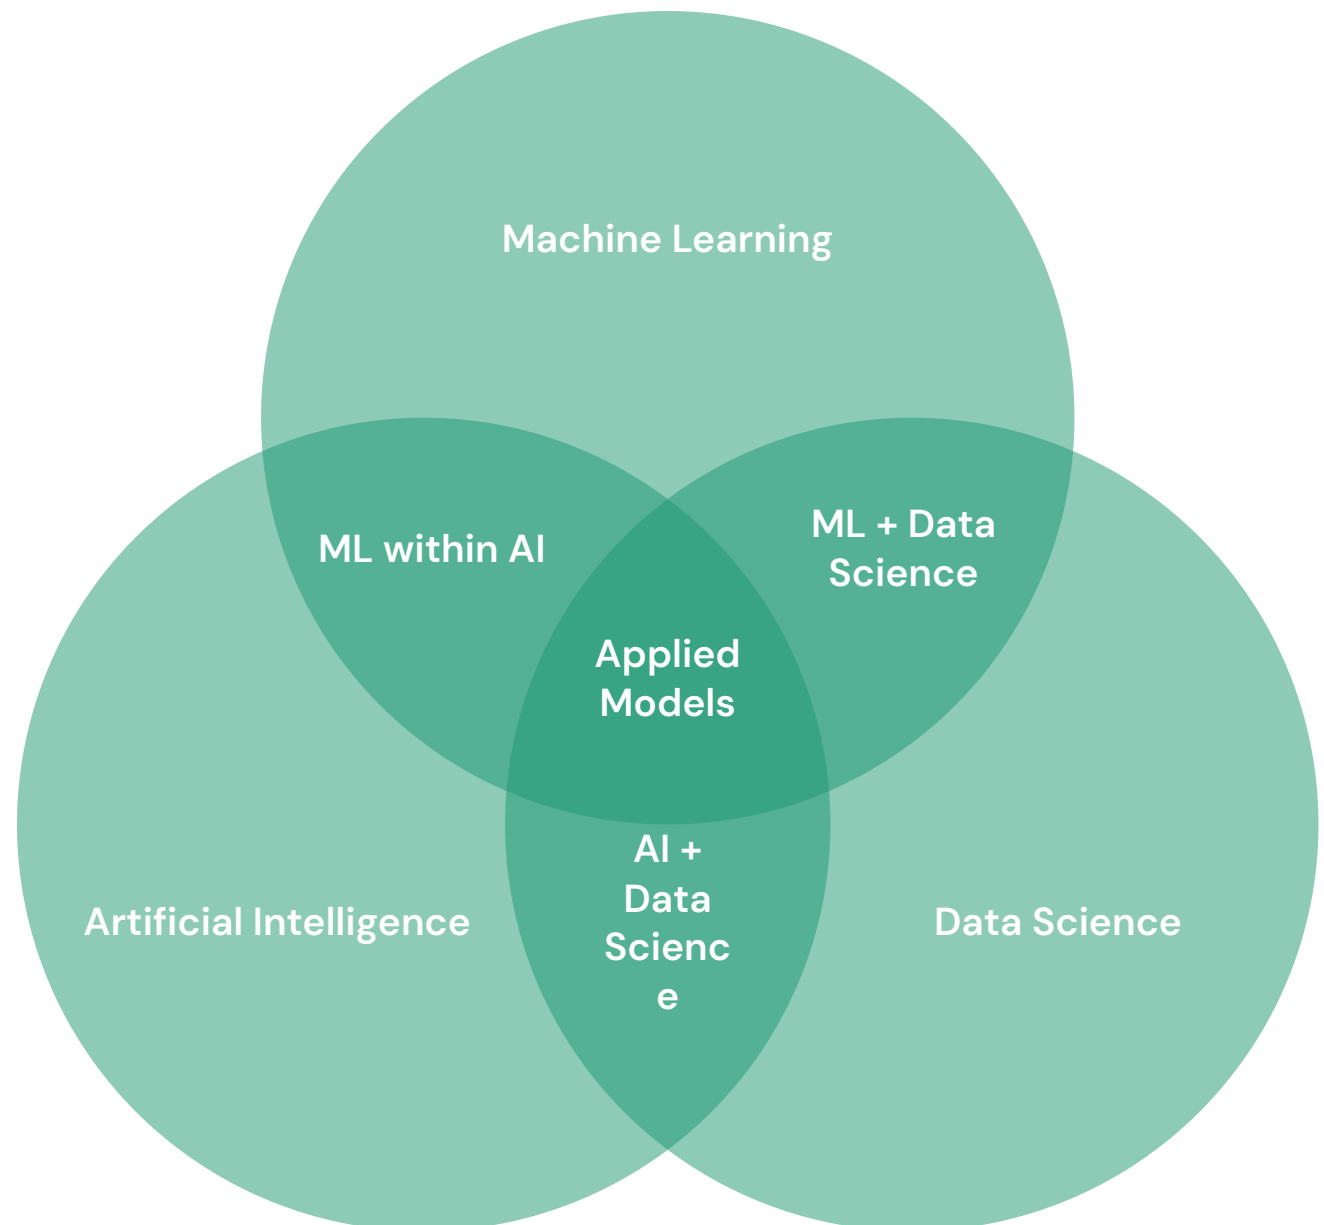 Machine Learning
ML within AI
ML + Data
Science
Applied
Models
AI +
Data
Scienc
e
Artificial Intelligence
Data Science